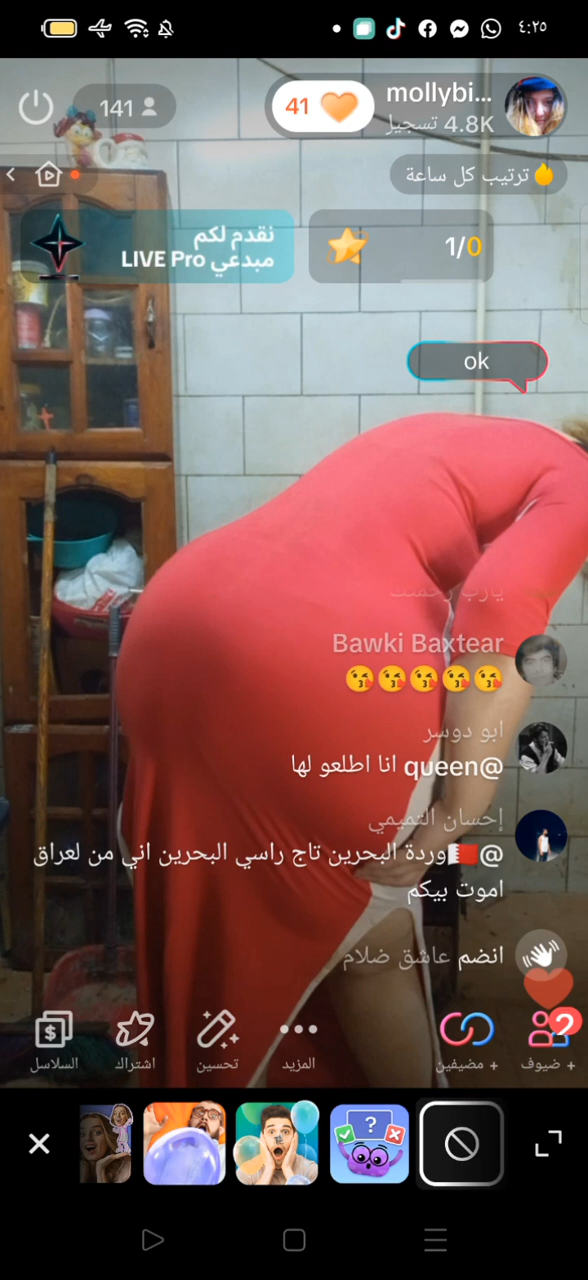 ٤:٢٥
141
41
mollybi...
4.8K تسجيل
ترتيب كل ساعة
نقدم لكم
مبدعي LIVE Pro
1/0
ok
يارب رحمتك
Bawki Baxtear
😘😘😘😘😘
ابو دوسر
@queen انا اطلعو لها
إحسان التميمي
@🇧🇭وردة البحرين تاج راسي البحرين اني من لعراق
اموت بيكم
انضم عاشق ضلام
+ ضيوف
2
+ مضيفين
المزيد
تحسين
اشتراك
السلاسل